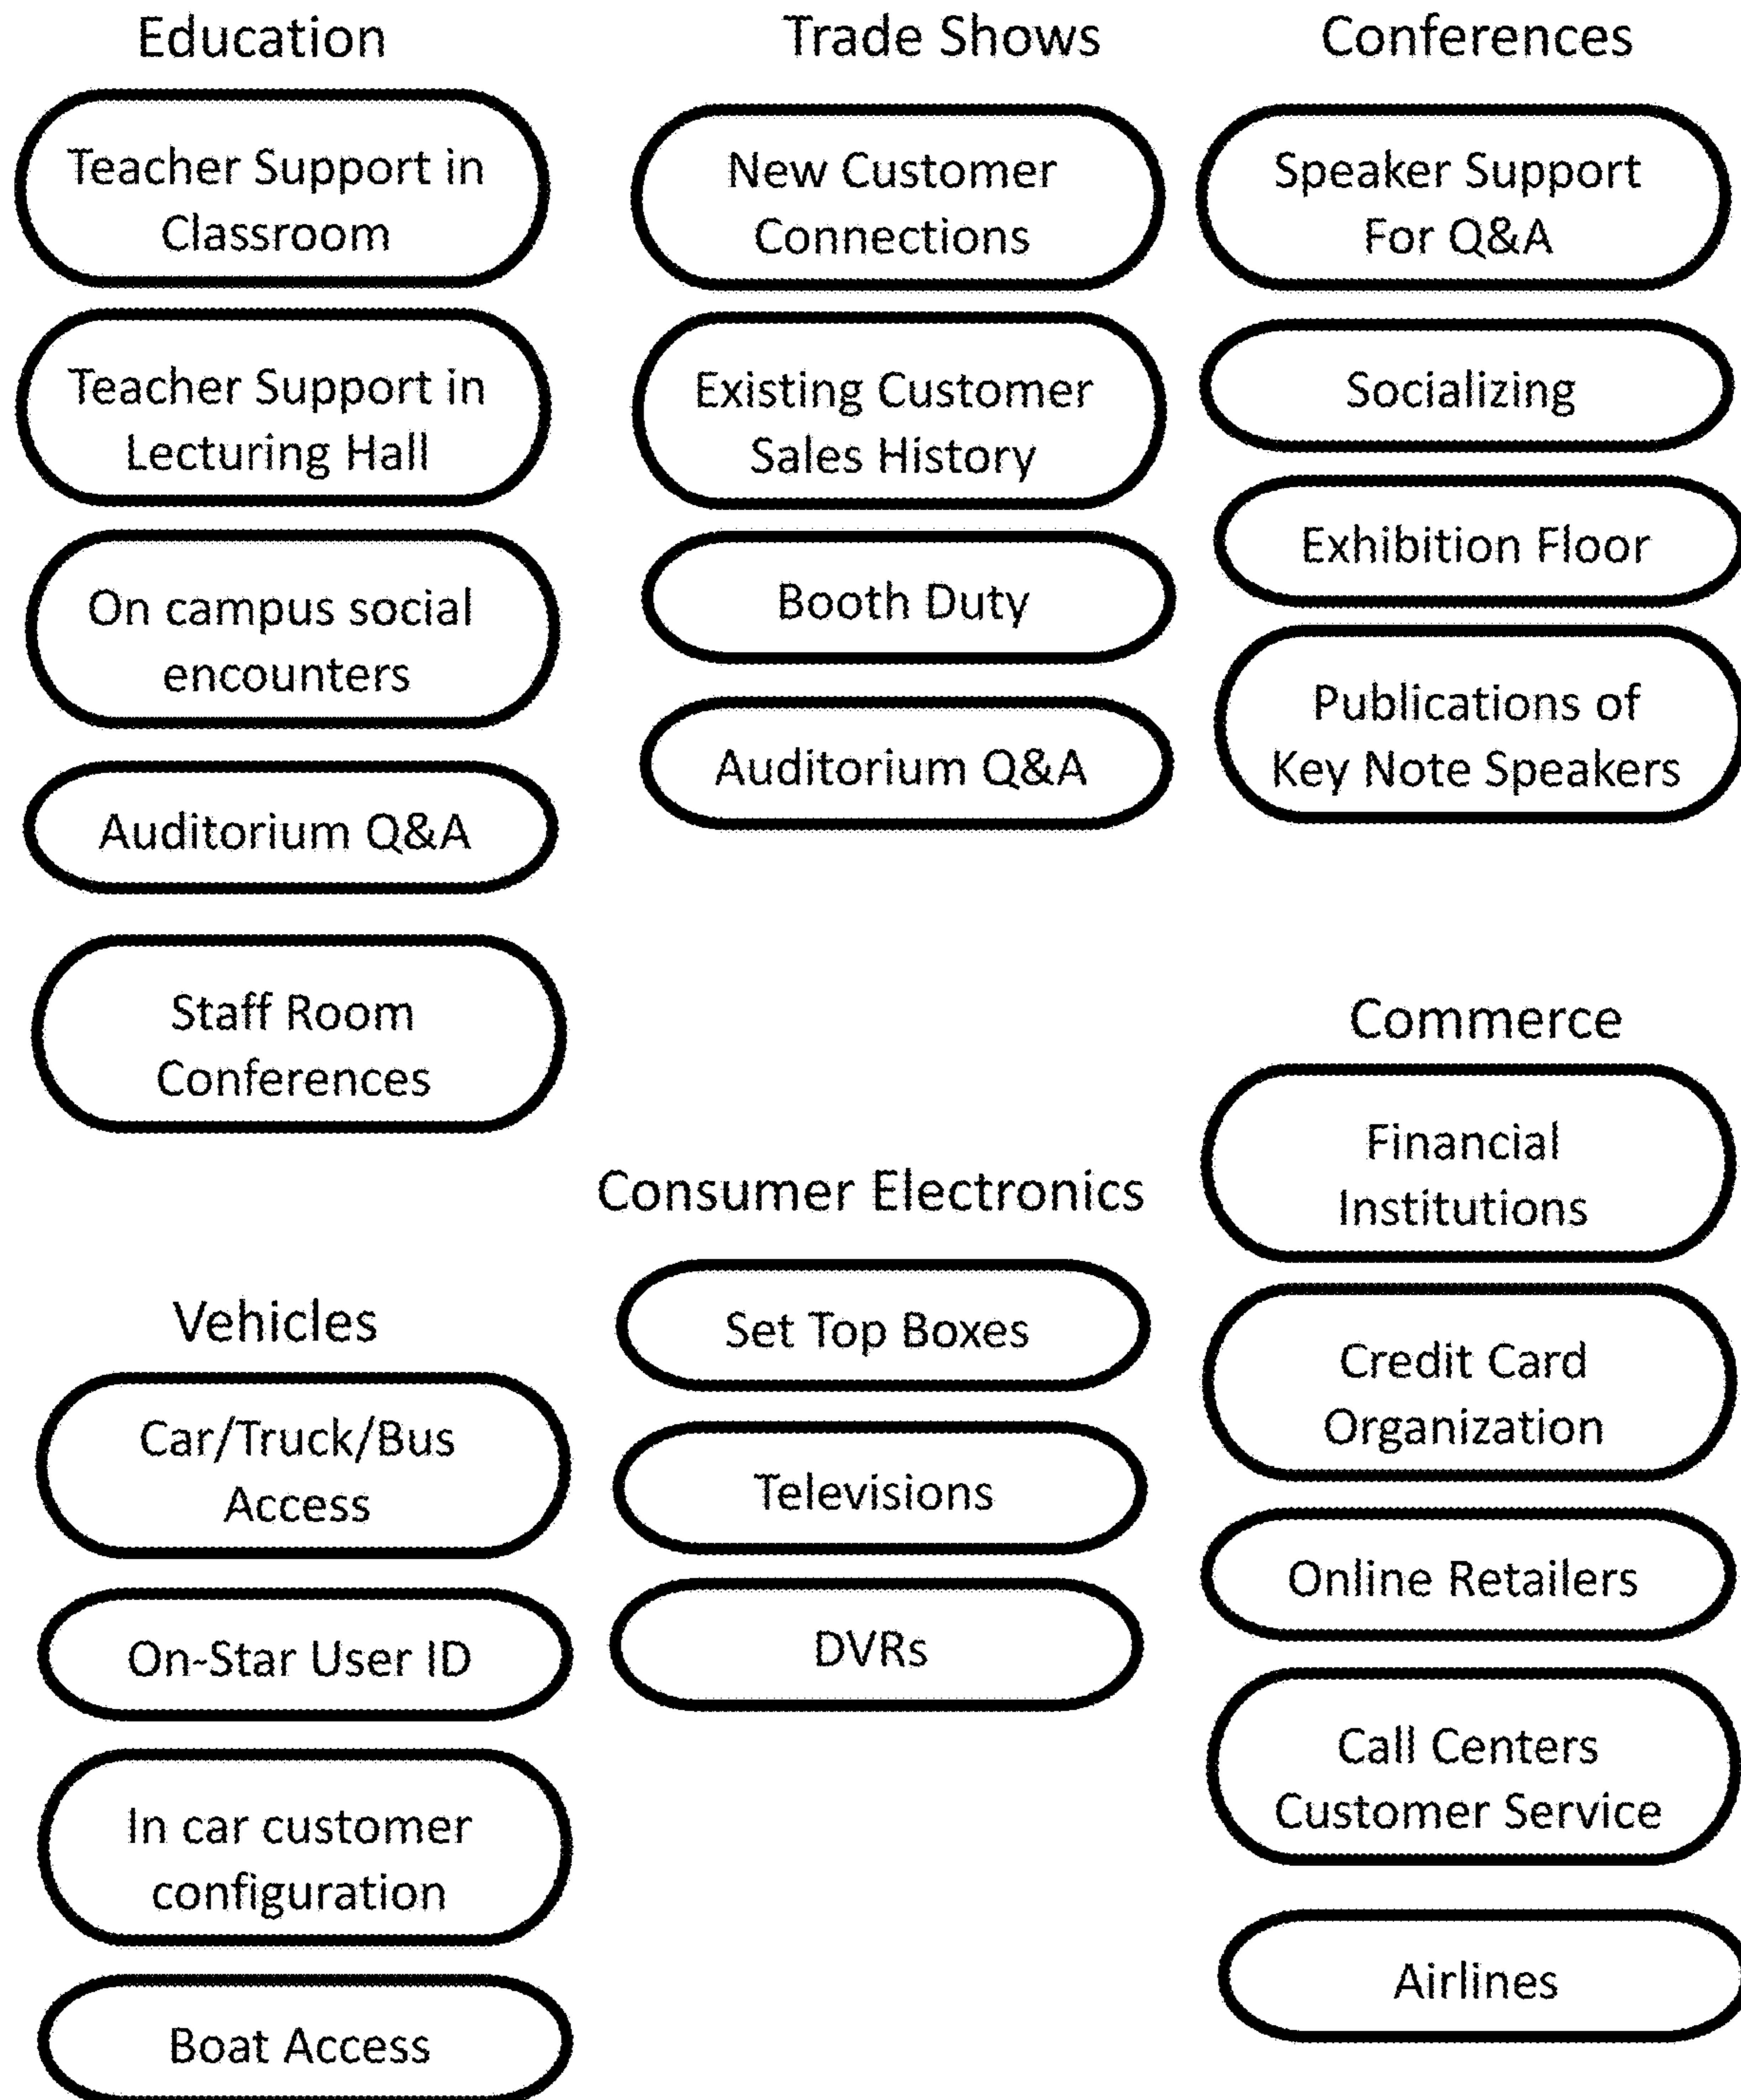 Education
Teacher Support in
Classroom
Teacher Support in
Lecturing Hall
On campus social
encounters
Auditorium Q&A
Staff Room
Conferences
Trade Shows
New Customer
Connections
Existing Customer
Sales History
Booth Duty
Auditorium Q&A
Conferences
Speaker Support
For Q&A
Socializing
Exhibition Floor
Publications of
Key Note Speakers
Vehicles
Car/Truck/Bus
Access
On-Star User ID
In car customer
configuration
Boat Access
Consumer Electronics
Set Top Boxes
Televisions
DVRs
Commerce
Financial
Institutions
Credit Card
Organization
Online Retailers
Call Centers
Customer Service
Airlines